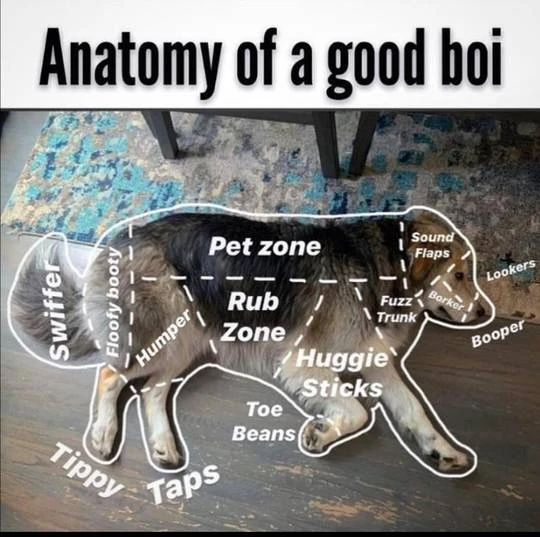 Anatomy of a good boi
Pet zone
Sound
Flaps
Lookers
Swiffer
Floofy booty
Humper
Rub
Zone
Fuzz
Trunk
Borker
Booper
Huggie
Sticks
Toe
Beans
Tippy Taps